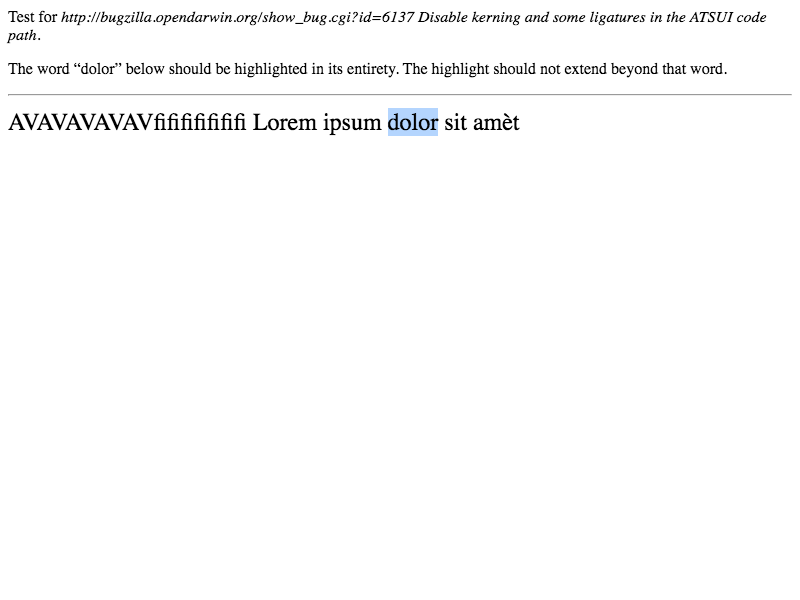 Test for http://bugzilla.opendarwin.org/show_bug.cgi?id=6137 Disable kerning and some ligatures in the ATSUI code
path.
The word “dolor” below should be highlighted in its entirety. The highlight should not extend beyond that word.
AVAVAVAVAVfifififififi Lorem ipsum dolor sit amèt